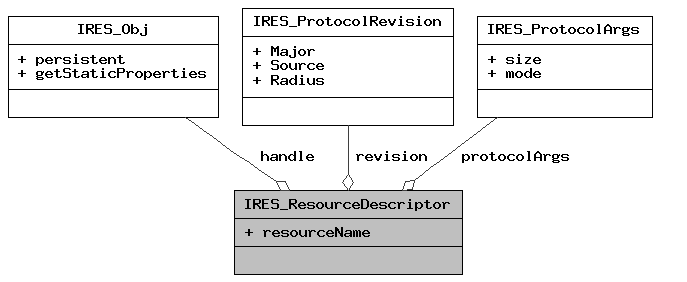 IRES_Obj
+ persistent
+ getStaticProperties
IRES_ProtocolRevision
+ Major
+ Source
+ Radius
IRES_ProtocolArgs
+ size
+ mode
handle
revision
protocolArgs
IRES_ResourceDescriptor
+ resourceName